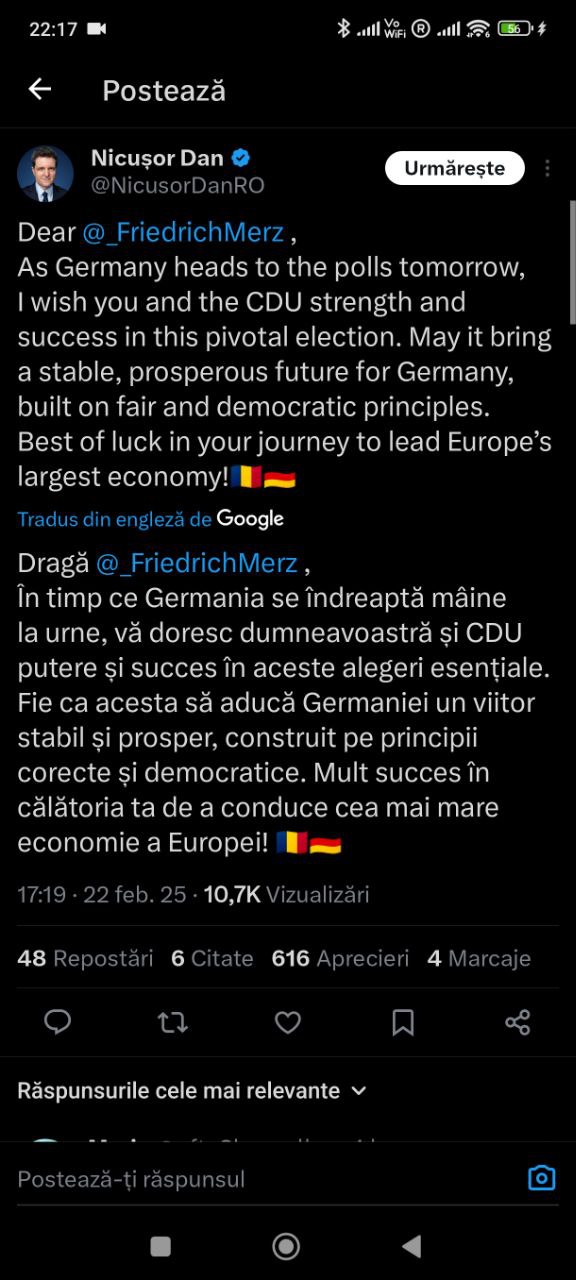 22:17
Vo
WiFi
R
6
56
Postează
Nicușor Dan
Urmărește
@NicusorDanRO
Dear @_FriedrichMerz ,
As Germany heads to the polls tomorrow,
I wish you and the CDU strength and
success in this pivotal election. May it bring
a stable, prosperous future for Germany,
built on fair and democratic principles.
Best of luck in your journey to lead Europe’s
largest economy!🇷🇴🇩🇪
Tradus din engleză de Google
Dragă @_FriedrichMerz ,
În timp ce Germania se îndreaptă mâine
la urne, vă doresc dumneavoastră și CDU
putere și succes în aceste alegeri esențiale.
Fie ca acesta să aducă Germaniei un viitor
stabil și prosper, construit pe principii
corecte și democratice. Mult succes în
călătoria ta de a conduce cea mai mare
economie a Europei! 🇷🇴🇩🇪
17:19 · 22 feb. 25 · 10,7K Vizualizări
48 Repostări 6 Citate 616 Aprecieri 4 Marcaje
Răspunsurile cele mai relevante
Postează-ți răspunsul